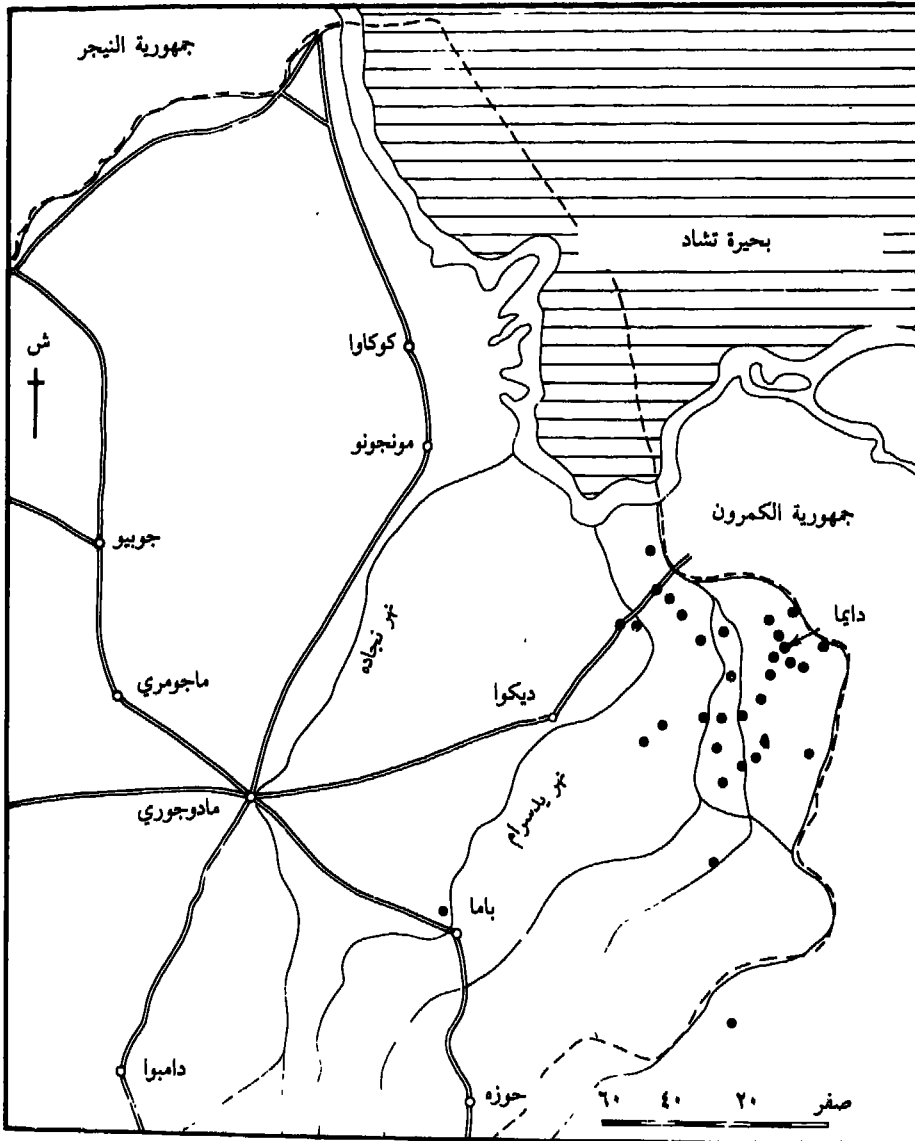 جمهورية النيجر
بحيرة تشاد
ش
كوكاوا
مونجونو
جمهورية الكمرون
جوبيو
دايما
نهر نجاده
ماجومري
ديكوا
مادوجوري
نهر يدسرام
باما
دامبوا
حوزه
صفر ٢٠ ٤٠ ٦٠